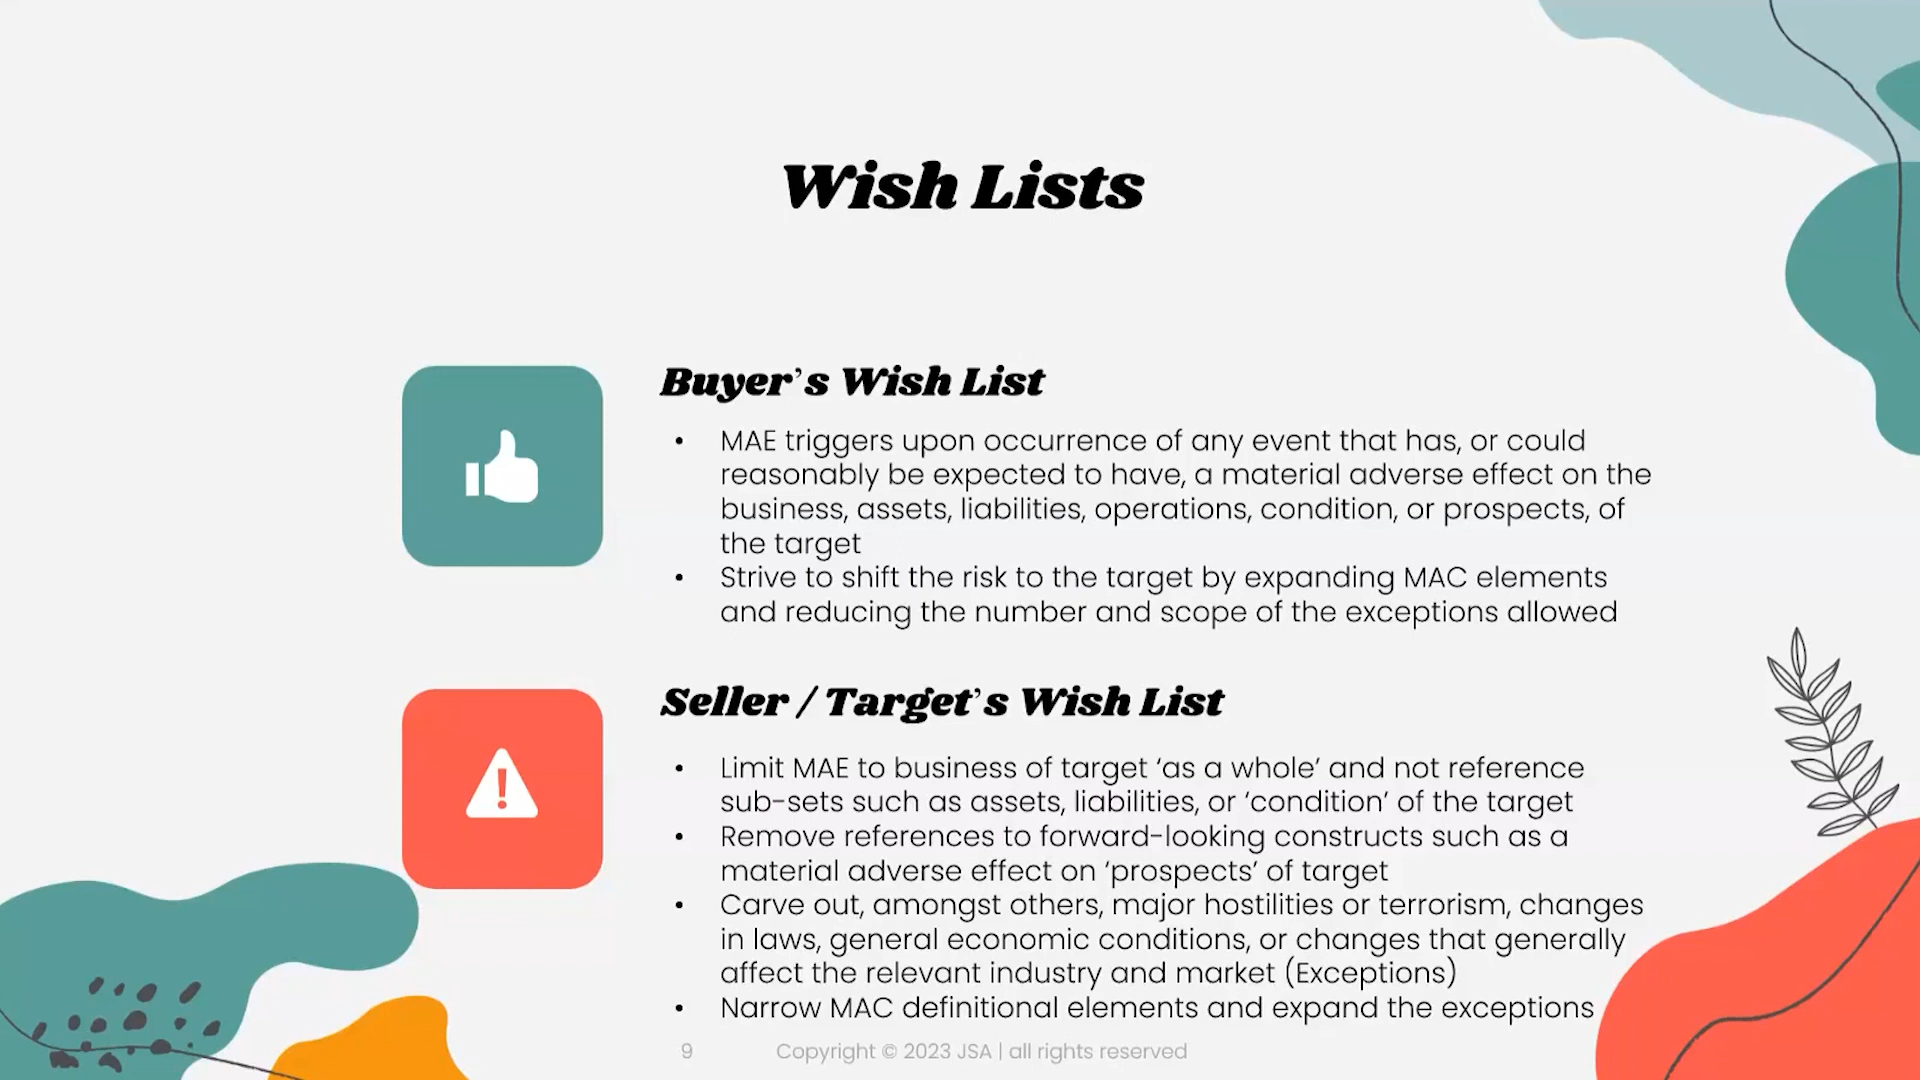 Wish Lists
Buyer’s Wish List
• MAE triggers upon occurrence of any event that has, or could
reasonably be expected to have, a material adverse effect on the
business, assets, liabilities, operations, condition, or prospects, of
the target
• Strive to shift the risk to the target by expanding MAC elements
and reducing the number and scope of the exceptions allowed
Seller / Target’s Wish List
• Limit MAE to business of target ‘as a whole’ and not reference
sub-sets such as assets, liabilities, or ‘condition’ of the target
• Remove references to forward-looking constructs such as a
material adverse effect on ‘prospects’ of target
• Carve out, amongst others, major hostilities or terrorism, changes
in laws, general economic conditions, or changes that generally
affect the relevant industry and market (Exceptions)
• Narrow MAC definitional elements and expand the exceptions
9 Copyright © 2023 JSA | all rights reserved